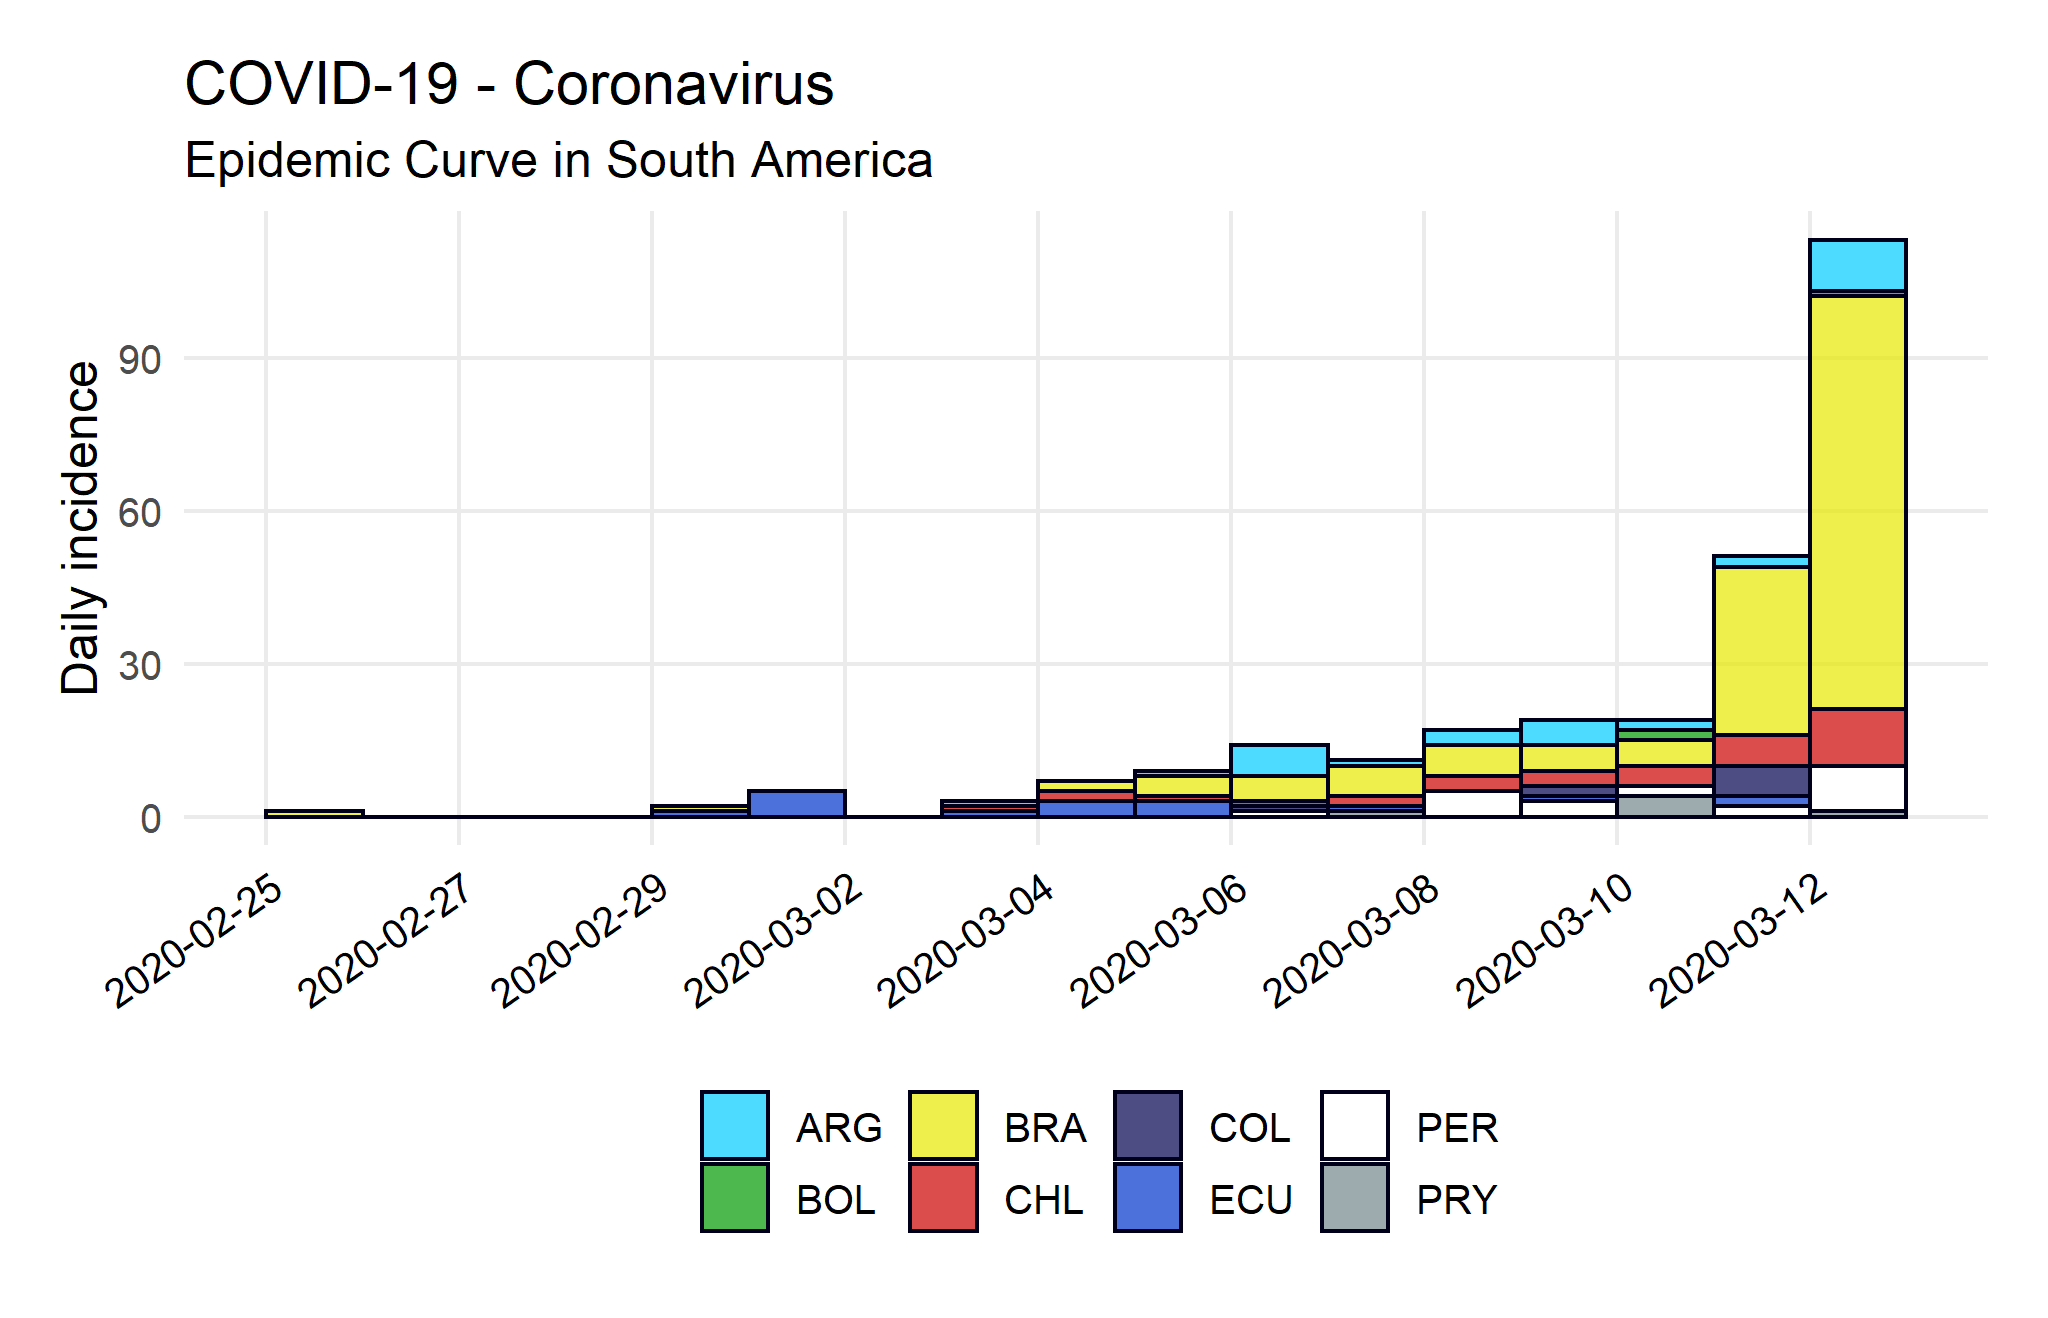 COVID-19 - Coronavirus
Epidemic Curve in South America
Daily incidence
90
60
30
0
2020-02-25
2020-02-27
2020-02-29
2020-03-02
2020-03-04
2020-03-06
2020-03-08
2020-03-10
2020-03-12
ARG BRA COL PER
BOL CHL ECU PRY